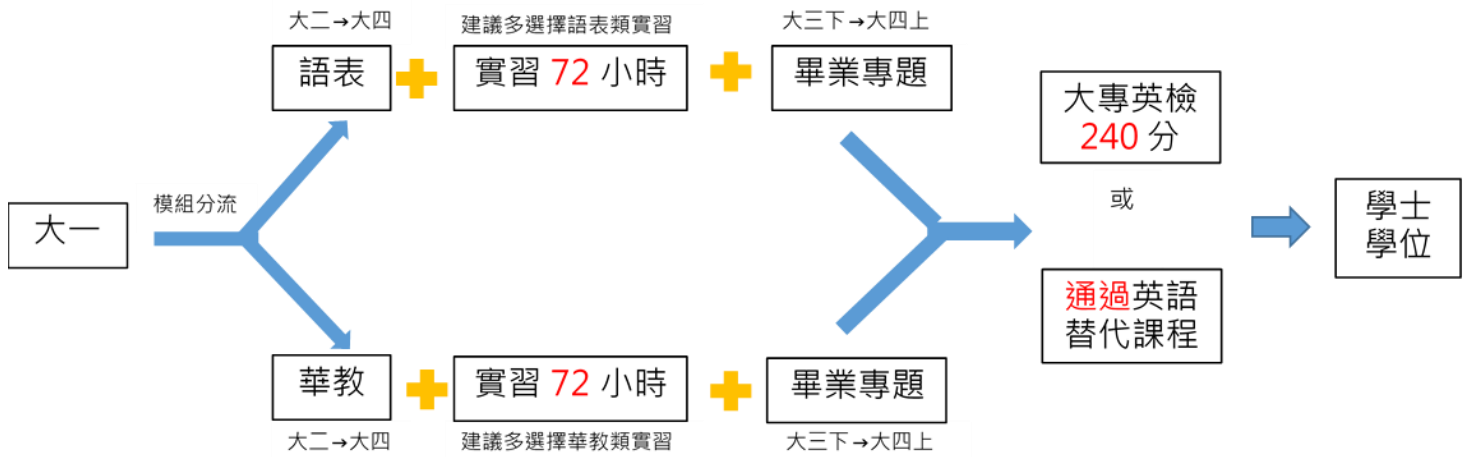 大二→大四
建議多選擇語表類實習
大三下→大四上
語表
實習 72 小時
畢業專題
大專英檢
240 分
或
模組分流
大一
學士
學位
通過英語
替代課程
華教
實習 72 小時
畢業專題
大二→大四
建議多選擇華教類實習
大三下→大四上